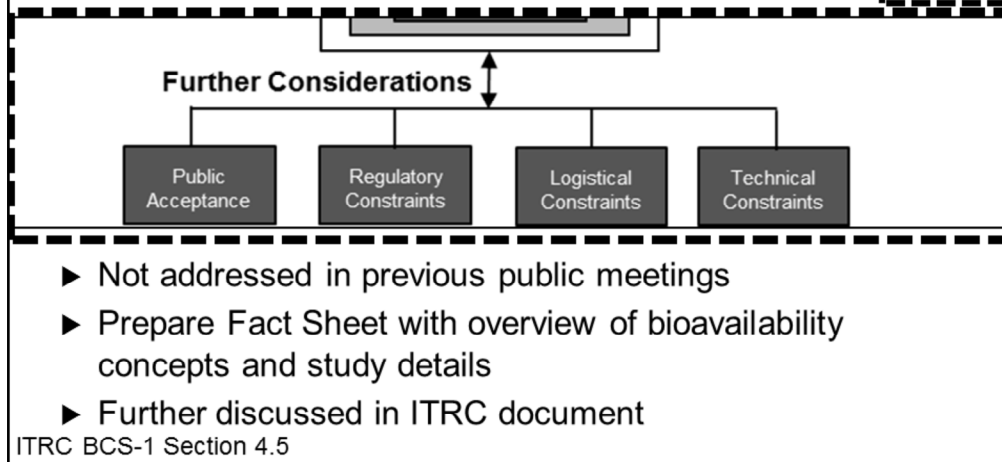 Further Considerations
Public Acceptance
Regulatory Constraints
Logistical Constraints
Technical Constraints
► Not addressed in previous public meetings
► Prepare Fact Sheet with overview of bioavailability
concepts and study details
► Further discussed in ITRC document
ITRC BCS-1 Section 4.5